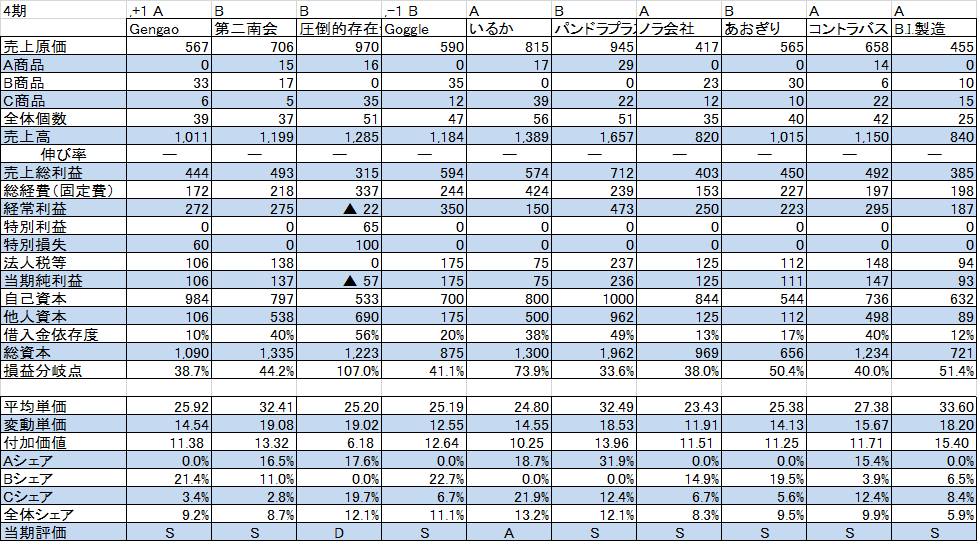 4期 ,+1 A B B ,-1 B A B A B A A
Gengao 第二南会 圧倒的存在 Goggle いるか パンドラプラ ノラ会社 あおぎり コントラバス B.I.製造
売上原価 567 706 970 590 815 945 417 565 658 455
A商品 0 15 16 0 17 29 0 0 14 0
B商品 33 17 0 35 0 0 23 30 6 10
C商品 6 5 35 12 39 22 12 10 22 15
全体個数 39 37 51 47 56 51 35 40 42 25
売上高 1,011 1,199 1,285 1,184 1,389 1,657 820 1,015 1,150 840
伸び率 ― ― ― ― ― ― ― ― ― ―
売上総利益 444 493 315 594 574 712 403 450 492 385
総経費(固定費) 172 218 337 244 424 239 153 227 197 198
経常利益 272 275 ▲ 22 350 150 473 250 223 295 187
特別利益 0 0 65 0 0 0 0 0 0 0
特別損失 60 0 100 0 0 0 0 0 0 0
法人税等 106 138 0 175 75 237 125 112 148 94
当期純利益 106 137 ▲ 57 175 75 236 125 111 147 93
自己資本 984 797 533 700 800 1000 844 544 736 632
他人資本 106 538 690 175 500 962 125 112 498 89
借入金依存度 10% 40% 56% 20% 38% 49% 13% 17% 40% 12%
総資本 1,090 1,335 1,223 875 1,300 1,962 969 656 1,234 721
損益分岐点 38.7% 44.2% 107.0% 41.1% 73.9% 33.6% 38.0% 50.4% 40.0% 51.4%
平均単価 25.92 32.41 25.20 25.19 24.80 32.49 23.43 25.38 27.38 33.60
変動単価 14.54 19.08 19.02 12.55 14.55 18.53 11.91 14.13 15.67 18.20
付加価値 11.38 13.32 6.18 12.64 10.25 13.96 11.51 11.25 11.71 15.40
Aシェア 0.0% 16.5% 17.6% 0.0% 18.7% 31.9% 0.0% 0.0% 15.4% 0.0%
Bシェア 21.4% 11.0% 0.0% 22.7% 0.0% 0.0% 14.9% 19.5% 3.9% 6.5%
Cシェア 3.4% 2.8% 19.7% 6.7% 21.9% 12.4% 6.7% 5.6% 12.4% 8.4%
全体シェア 9.2% 8.7% 12.1% 11.1% 13.2% 12.1% 8.3% 9.5% 9.9% 5.9%
当期評価 S S D S A S S S S S